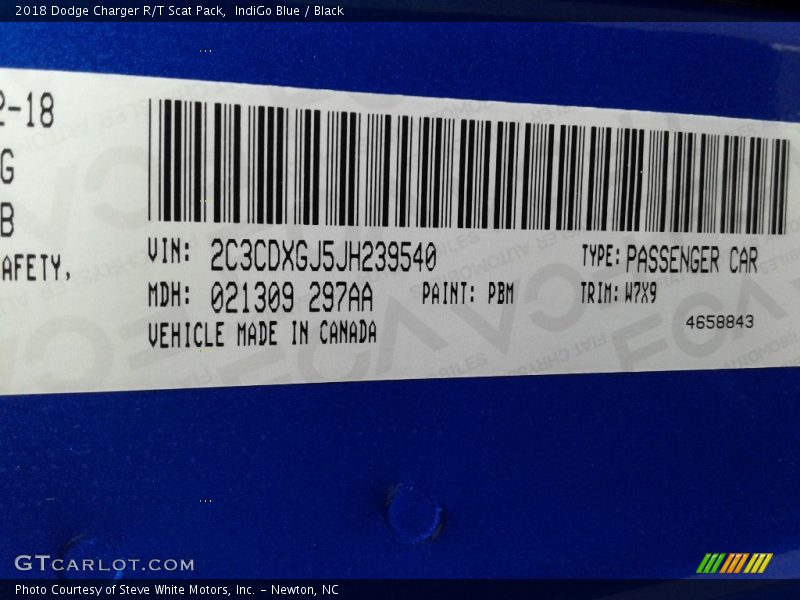 2018 Dodge Charger R/T Scat Pack, IndiGo Blue / Black
2-18
G
B
AFETY,
VIN: 2C3CDXGJ5JH239540
TYPE: PASSENGER CAR
MDH: 021309 297AA
PAINT: PBM
TRIM: W7X9
VEHICLE MADE IN CANADA
4658843
GTCARLOT.COM
Photo Courtesy of Steve White Motors, Inc. - Newton, NC